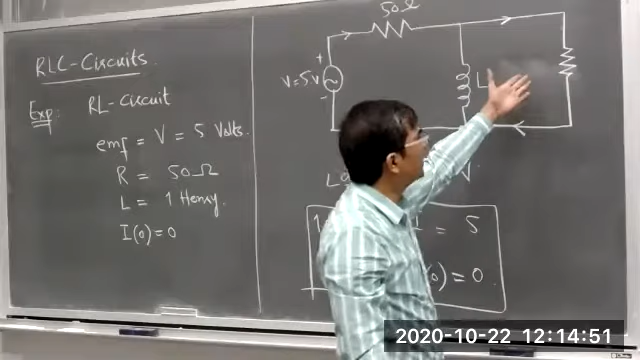 RLC-Circuits
Exp: RL-Circuit
emf = V = 5 Volts.
R = 50Ω
L = 1 Henry.
I(0)=0
50Ω
V=5V
+
-
L
V.
= 5
(0) = 0.
2020-10-22 12:14:51